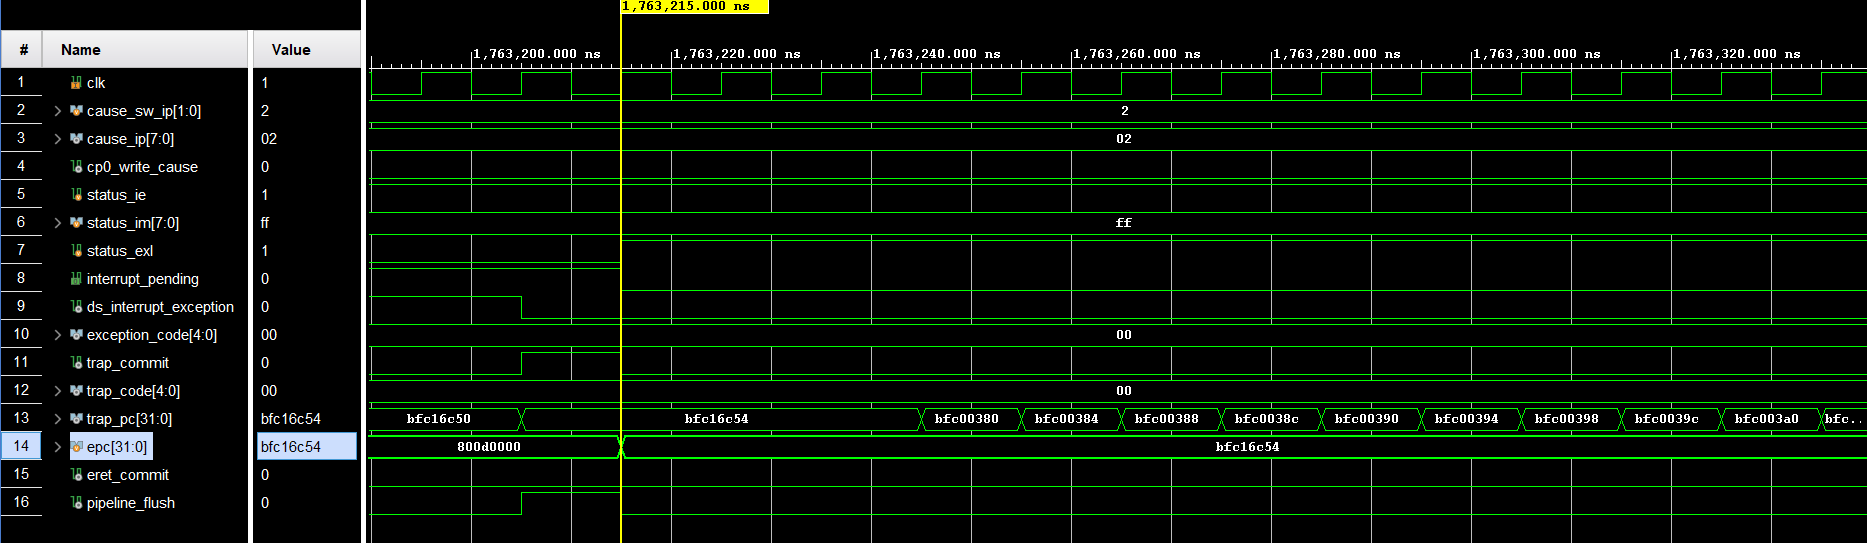 1,763,215.000 ns
# Name Value 1,763,200.000 ns 1,763,220.000 ns 1,763,240.000 ns 1,763,260.000 ns 1,763,280.000 ns 1,763,300.000 ns 1,763,320.000 ns
1 clk 1
2 cause_sw_ip[1:0] 2 2
3 cause_ip[7:0] 02 02
4 cp0_write_cause 0
5 status_ie 1
6 status_im[7:0] ff ff
7 status_exl 1
8 interrupt_pending 0
9 ds_interrupt_exception 0
10 exception_code[4:0] 00 00
11 trap_commit 0
12 trap_code[4:0] 00 00
13 trap_pc[31:0] bfc16c54 bfc16c50 bfc16c54 bfc00380 bfc00384 bfc00388 bfc0038c bfc00390 bfc00394 bfc00398 bfc0039c bfc003a0 bfc..
14 epc[31:0] bfc16c54 800d0000 bfc16c54
15 eret_commit 0
16 pipeline_flush 0